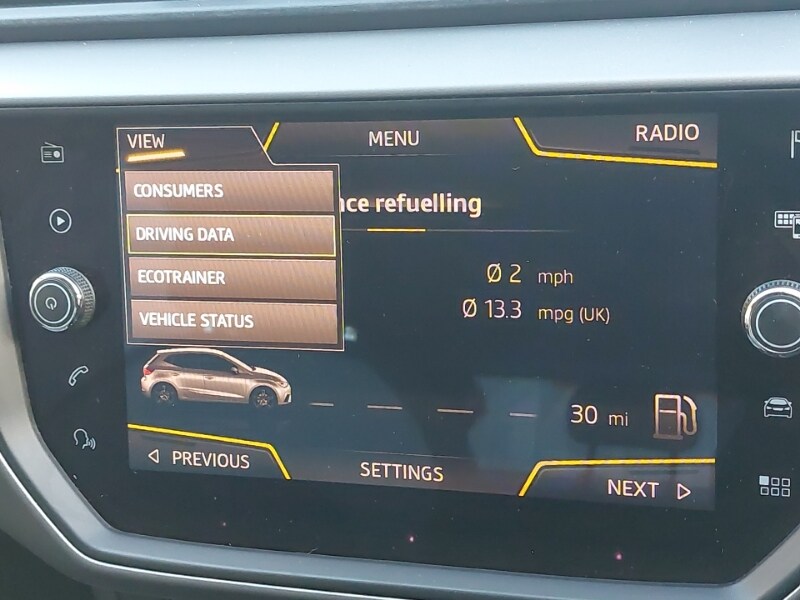 VIEW
MENU
RADIO
CONSUMERS
DRIVING DATA
ECOTRAINER
VEHICLE STATUS
refuelling
Ø 2 mph
Ø 13.3 mpg (UK)
30 mi
PREVIOUS
SETTINGS
NEXT